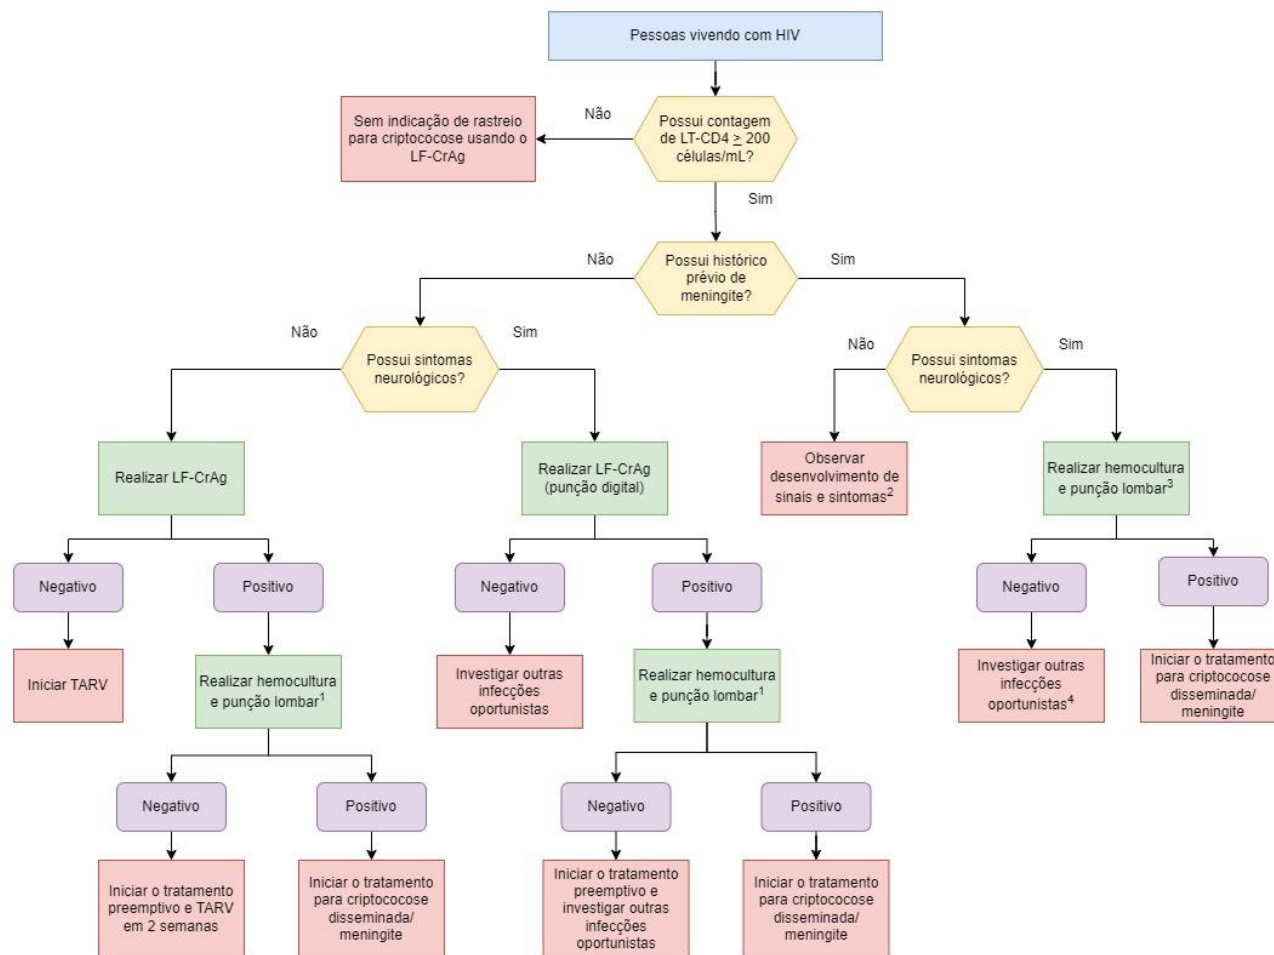 Pessoas vivendo com HIV
Não
Possui contagem
de LT-CD4 ≥ 200
células/mL?
Sem indicação de rastreio
para criptococose usando o
LF-CrAg
Sim
Não
Possui histórico
prévio de
meningite?
Sim
Não
Possui sintomas
neurológicos?
Sim
Não
Possui sintomas
neurológicos?
Sim
Realizar LF-CrAg
Realizar LF-CrAg
(punção digital)
Observar
desenvolvimento de
sinais e sintomas²
Realizar hemocultura
e punção lombar³
Negativo
Positivo
Negativo
Positivo
Negativo
Positivo
Iniciar TARV
Realizar hemocultura
e punção lombar¹
Investigar outras
infecções
oportunistas
Realizar hemocultura
e punção lombar¹
Investigar outras
infecções
oportunistas⁴
Iniciar o tratamento
para criptococose
disseminada/
meningite
Negativo
Positivo
Negativo
Positivo
Iniciar o tratamento
preemptivo e TARV
em 2 semanas
Iniciar o tratamento
para criptococose
disseminada/
meningite
Iniciar o tratamento
preemptivo e
investigar outras
infecções
oportunistas
Iniciar o tratamento
para criptococose
disseminada/
meningite